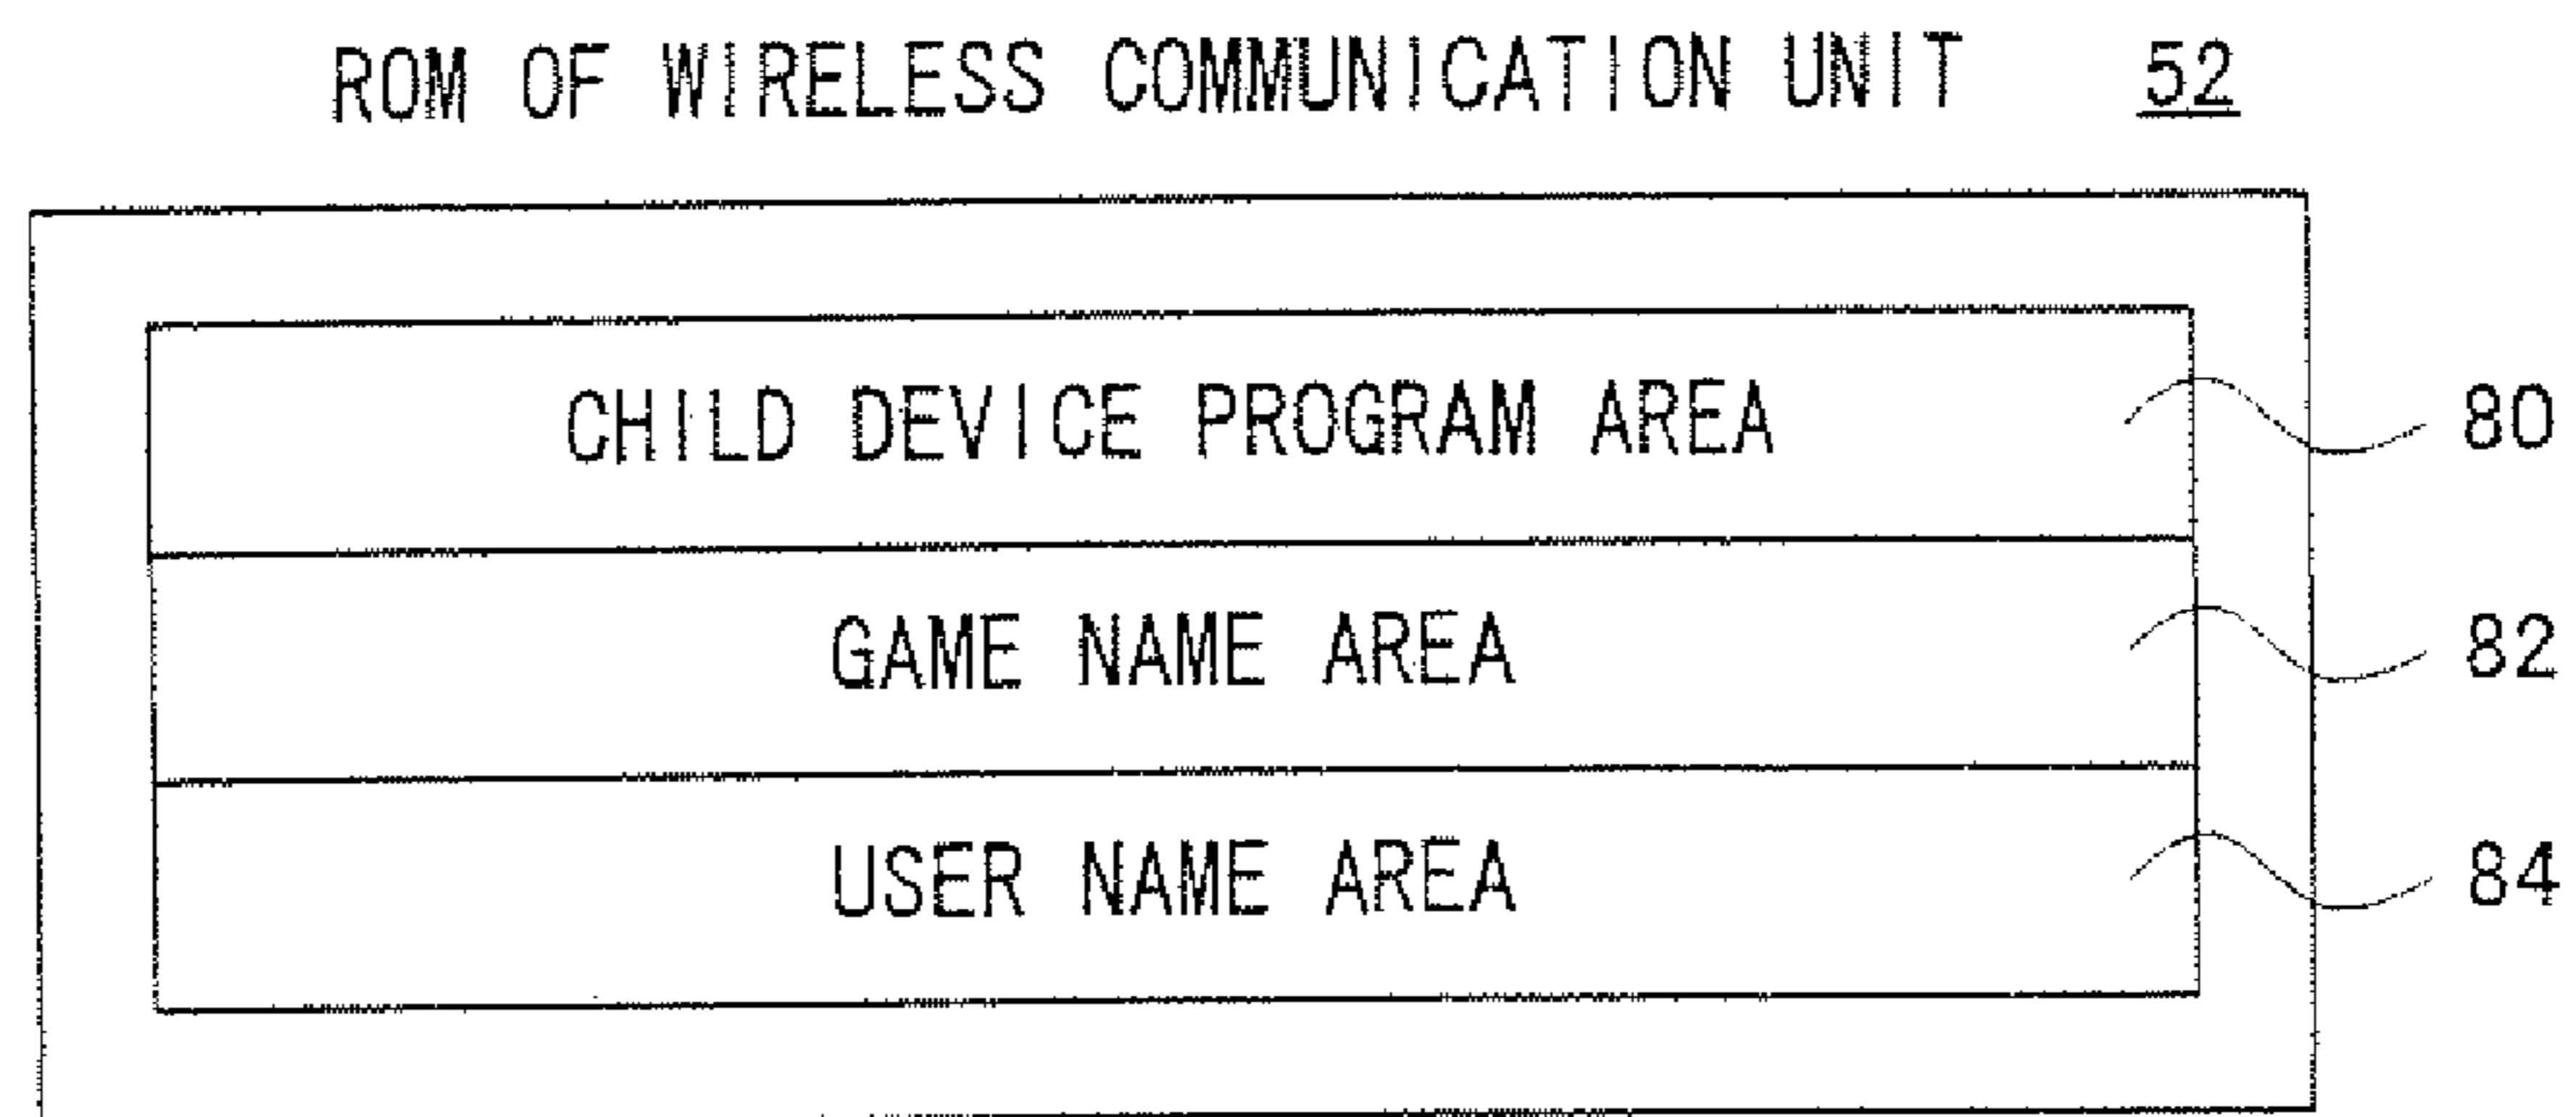 ROM OF WIRELESS COMMUNICATION UNIT 52
CHILD DEVICE PROGRAM AREA 80
GAME NAME AREA 82
USER NAME AREA 84